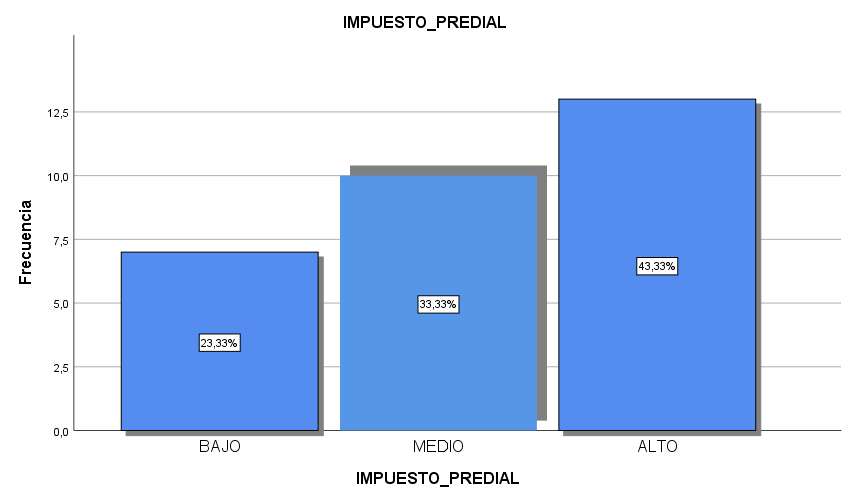 IMPUESTO_PREDIAL
Frecuencia
12,5
10,0
7,5
5,0
2,5
0,0
23,33%
33,33%
43,33%
BAJO
MEDIO
ALTO
IMPUESTO_PREDIAL